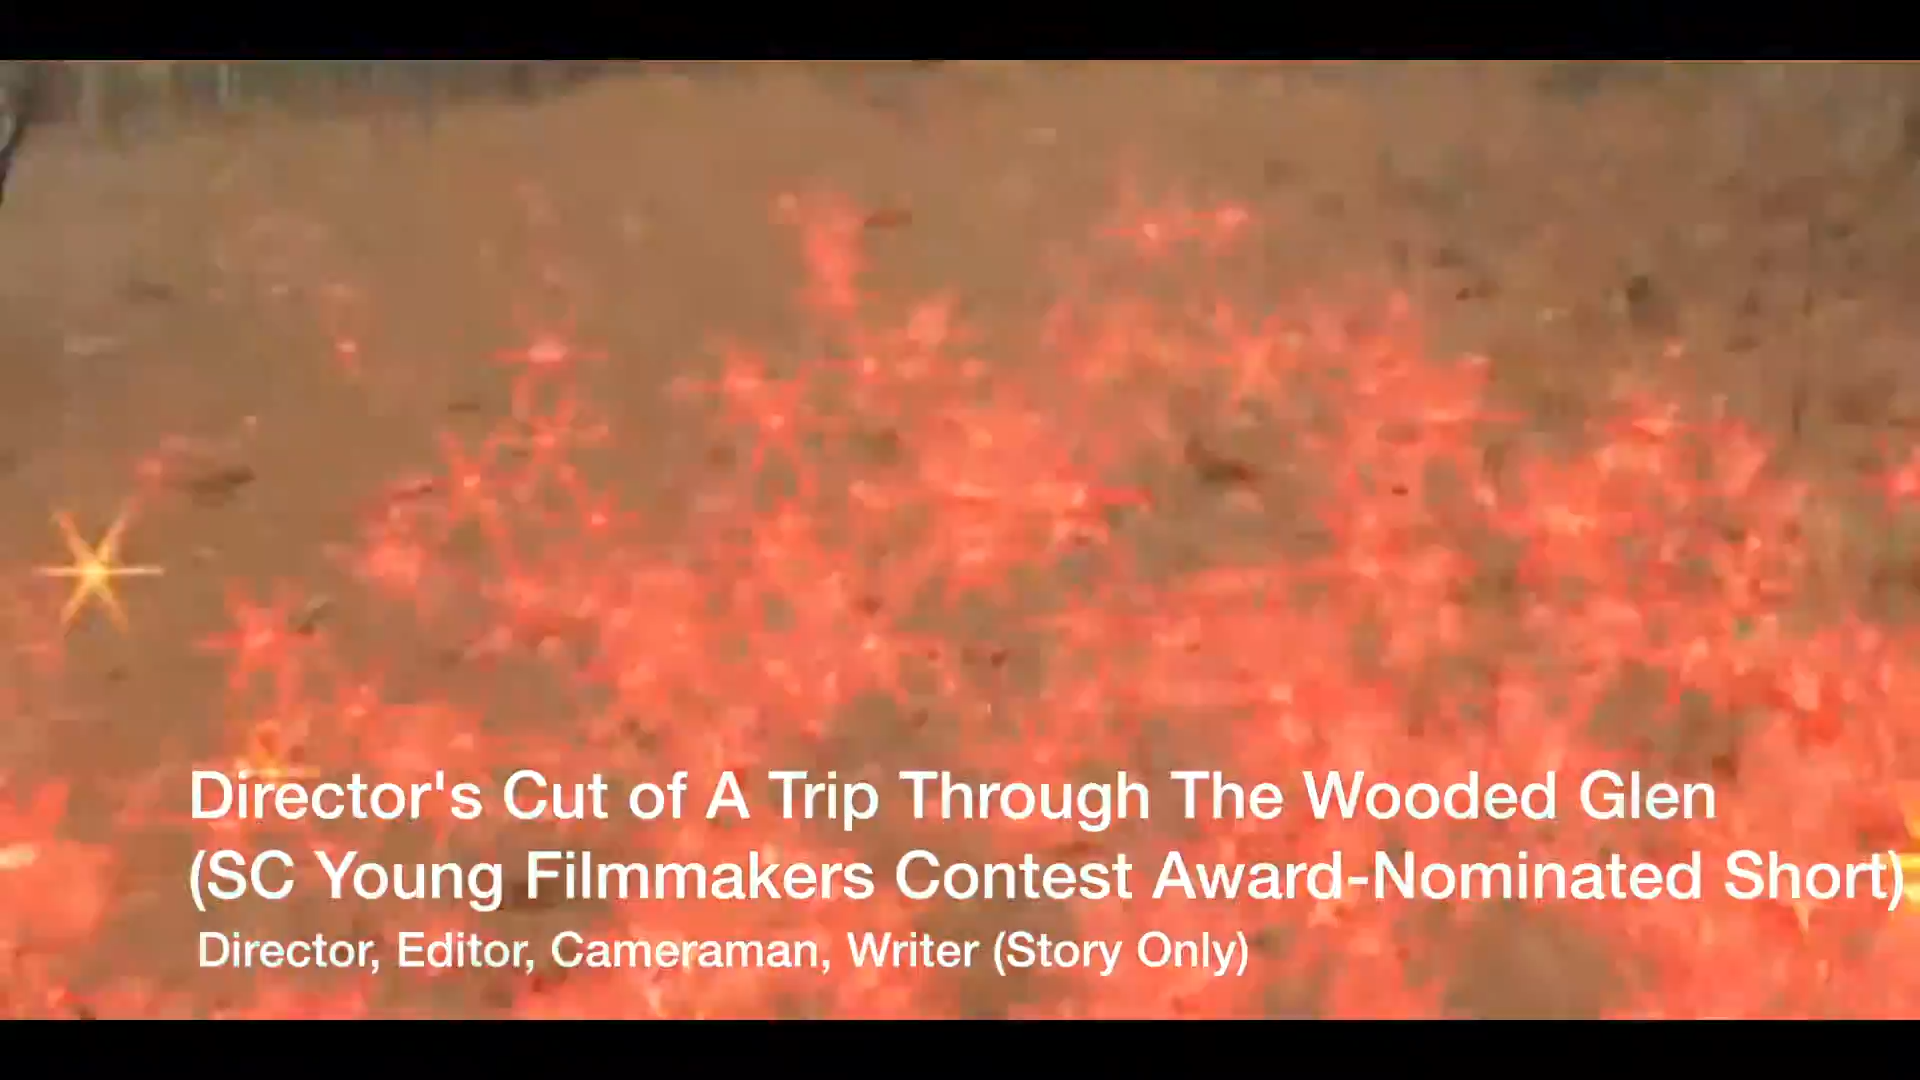 Director's Cut of A Trip Through The Wooded Glen
(SC Young Filmmakers Contest Award-Nominated Short)
Director, Editor, Cameraman, Writer (Story Only)